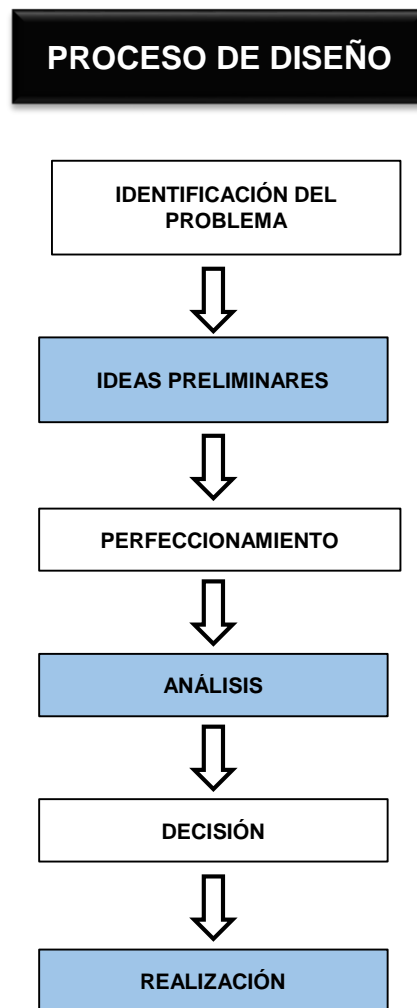 PROCESO DE DISEÑO
IDENTIFICACIÓN DEL
PROBLEMA
IDEAS PRELIMINARES
PERFECCIONAMIENTO
ANÁLISIS
DECISIÓN
REALIZACIÓN